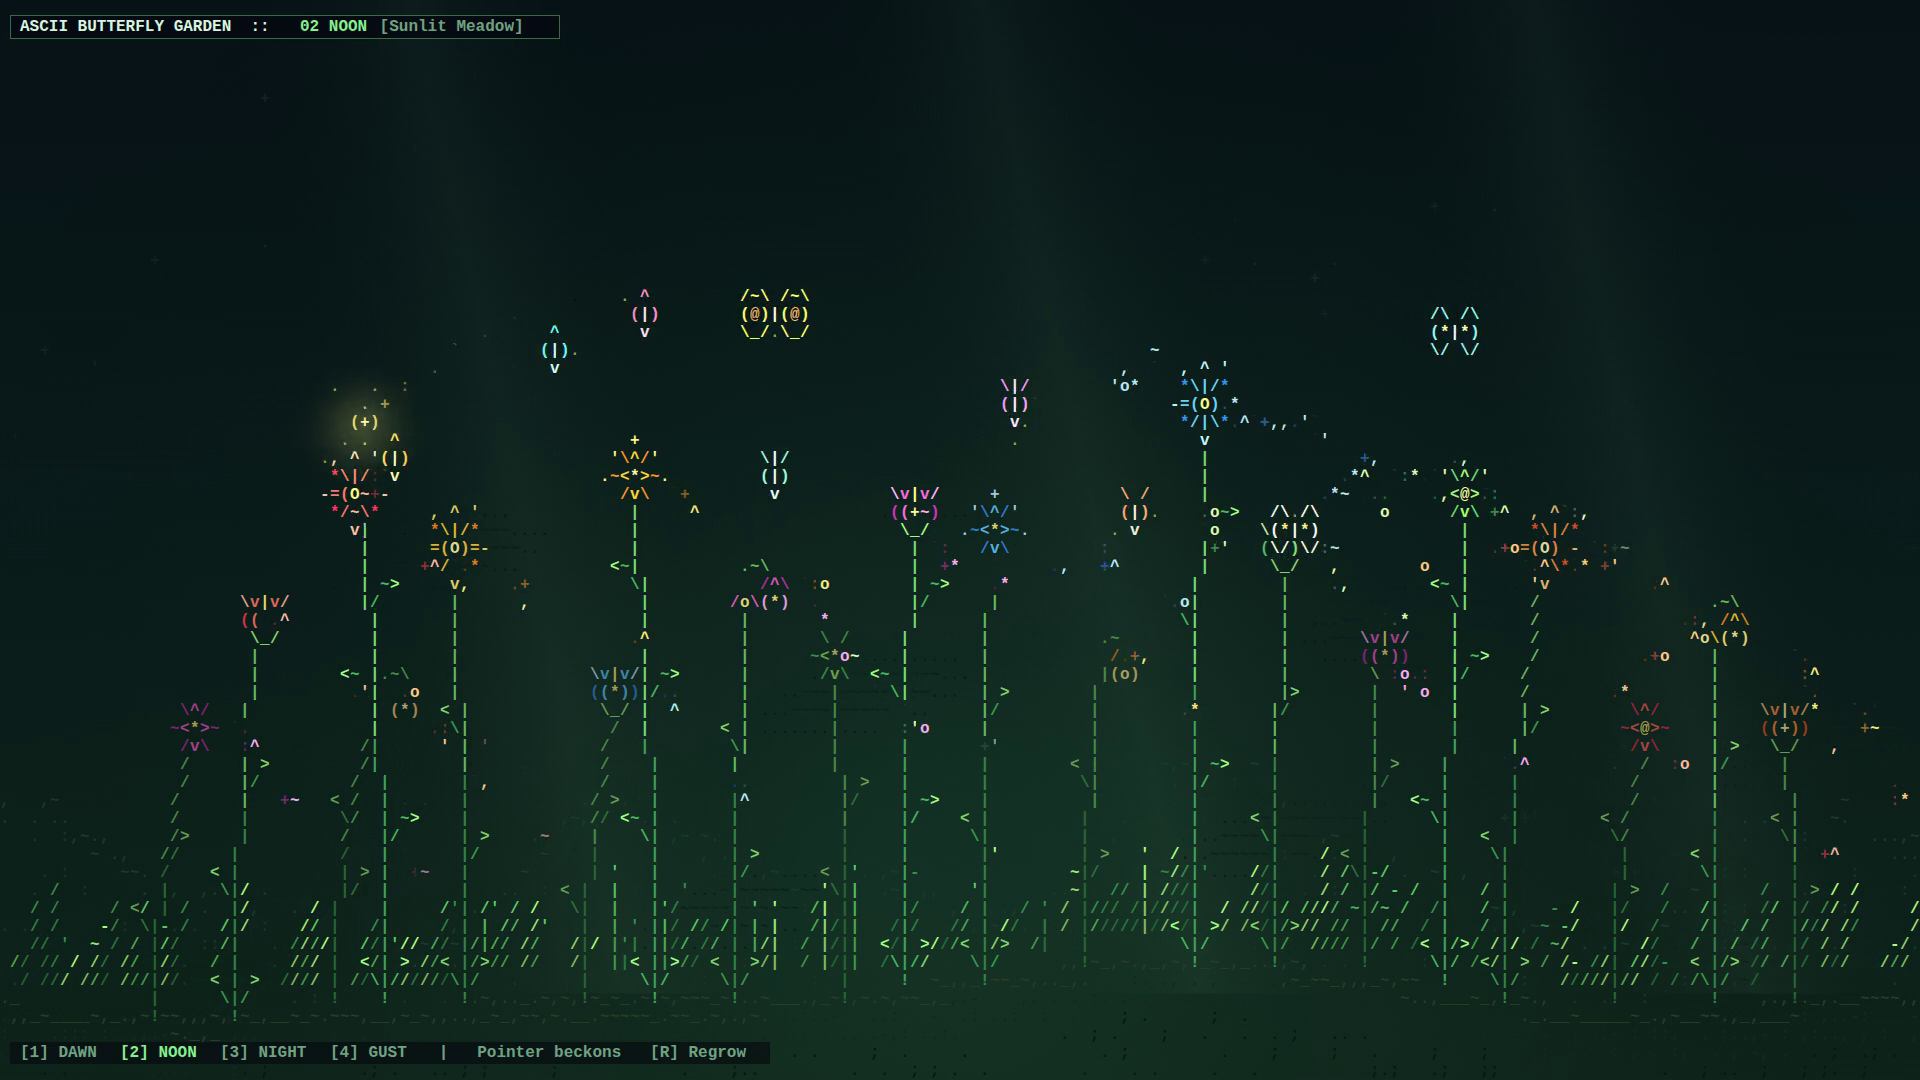 ASCII BUTTERFLY GARDEN :: 02 NOON [Sunlit Meadow]
[1] DAWN [2] NOON [3] NIGHT [4] GUST | Pointer beckons [R] Regrow